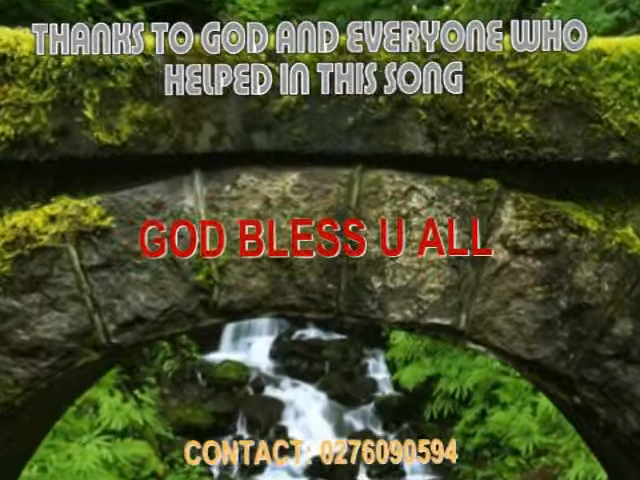 THANKS TO GOD AND EVERYONE WHO
HELPED IN THIS SONG
GOD BLESS U ALL
CONTACT: 0276090594